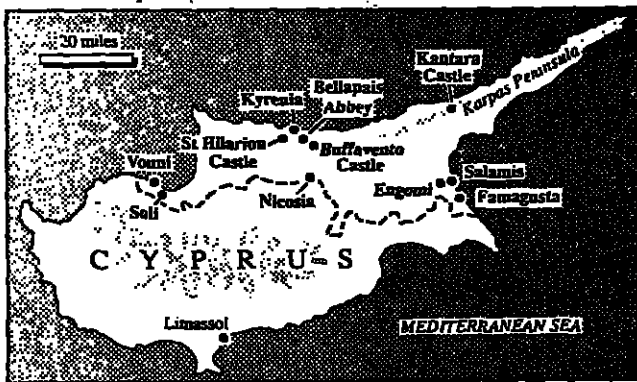 20 miles
Kantara
Castle
Karpas Peninsula
Bellapais
Abbey
Kyrenia
St Hilarion
Castle
Buffavento
Castle
Vouni
Soli
Nicosia
Engomi
Salamis
Famagusta
CYPRUS
Limassol
MEDITERRANEAN SEA